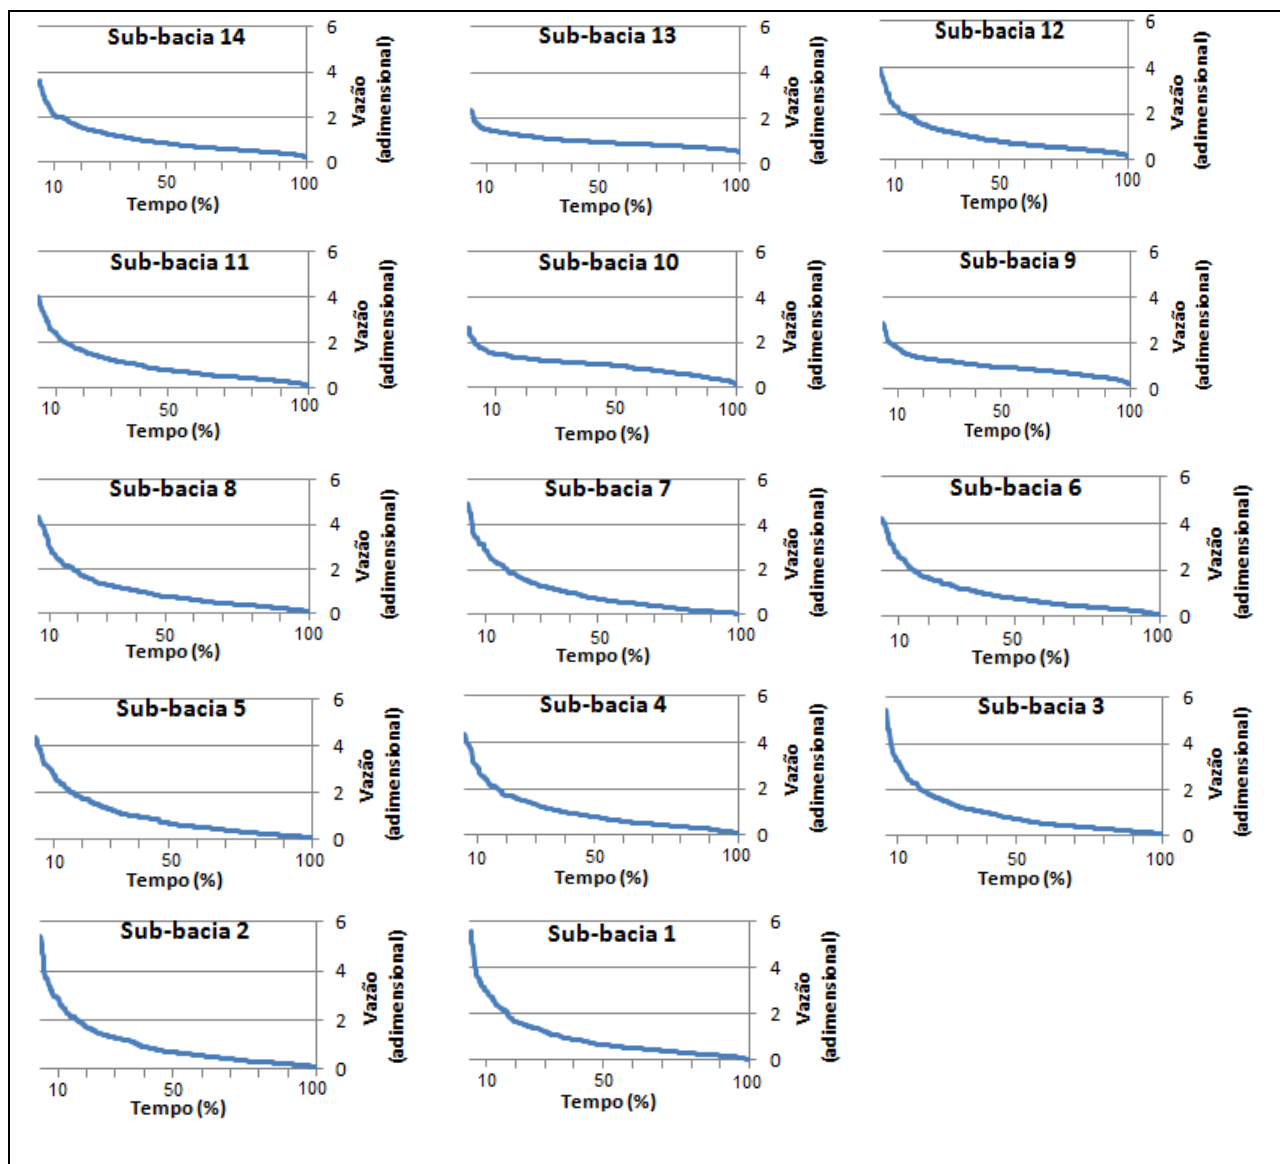 Sub-bacia 14
6
4
2
0
Vazão
(adimensional)
10
50
100
Tempo (%)
Sub-bacia 13
6
4
2
0
Vazão
(adimensional)
10
50
100
Tempo (%)
Sub-bacia 12
6
4
2
0
Vazão
(adimensional)
10
50
100
Tempo (%)
Sub-bacia 11
6
4
2
0
Vazão
(adimensional)
10
50
100
Tempo (%)
Sub-bacia 10
6
4
2
0
Vazão
(adimensional)
10
50
100
Tempo (%)
Sub-bacia 9
6
4
2
0
Vazão
(adimensional)
10
50
100
Tempo (%)
Sub-bacia 8
6
4
2
0
Vazão
(adimensional)
10
50
100
Tempo (%)
Sub-bacia 7
6
4
2
0
Vazão
(adimensional)
10
50
100
Tempo (%)
Sub-bacia 6
6
4
2
0
Vazão
(adimensional)
10
50
100
Tempo (%)
Sub-bacia 5
6
4
2
0
Vazão
(adimensional)
10
50
100
Tempo (%)
Sub-bacia 4
6
4
2
0
Vazão
(adimensional)
10
50
100
Tempo (%)
Sub-bacia 3
6
4
2
0
Vazão
(adimensional)
10
50
100
Tempo (%)
Sub-bacia 2
6
4
2
0
Vazão
(adimensional)
10
50
100
Tempo (%)
Sub-bacia 1
6
4
2
0
Vazão
(adimensional)
10
50
100
Tempo (%)